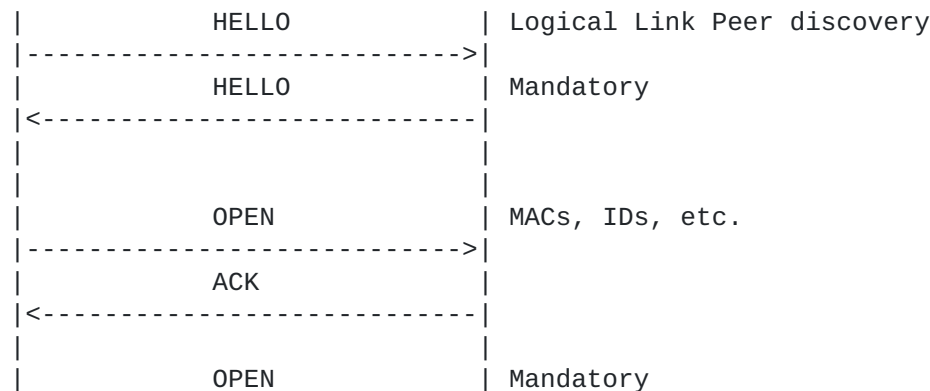 |            HELLO            | Logical Link Peer discovery
|---------------------------->|
|            HELLO            | Mandatory
|<----------------------------|
|                             |
|                             |
|            OPEN             | MACs, IDs, etc.
|---------------------------->|
|            ACK              |
|<----------------------------|
|                             |
|            OPEN             | Mandatory